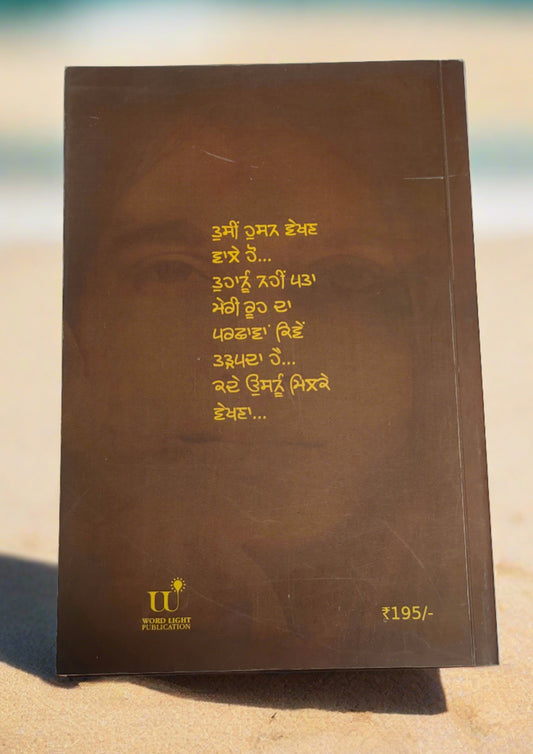 ਤੁਸੀਂ ਹੁਸਨ ਵੇਖਣ
ਵਾਲੇ ਹੋ...
ਤੁਹਾਨੂੰ ਨਹੀਂ ਪਤਾ
ਮੇਰੀ ਰੂਹ ਦਾ
ਪਰਛਾਵਾਂ ਕਿਵੇਂ
ਤੜਪਦਾ ਹੈ...
ਕਦੇ ਉਸਨੂੰ ਮਿਲਕੇ
ਵੇਖਣਾ...
WORD LIGHT
PUBLICATION
₹195/-